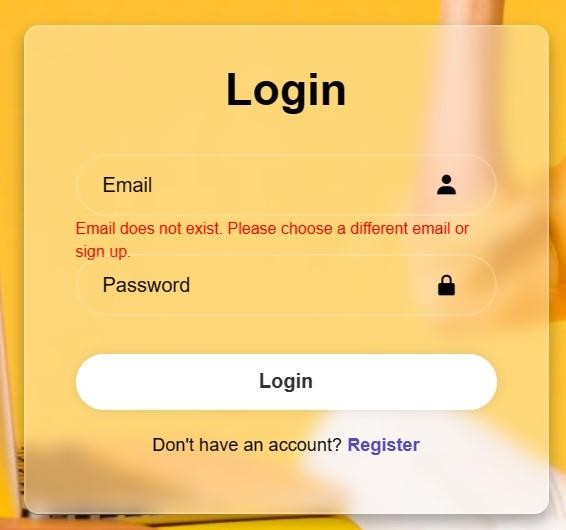 Login
Email
Email does not exist. Please choose a different email or
sign up.
Password
Login
Don't have an account? Register